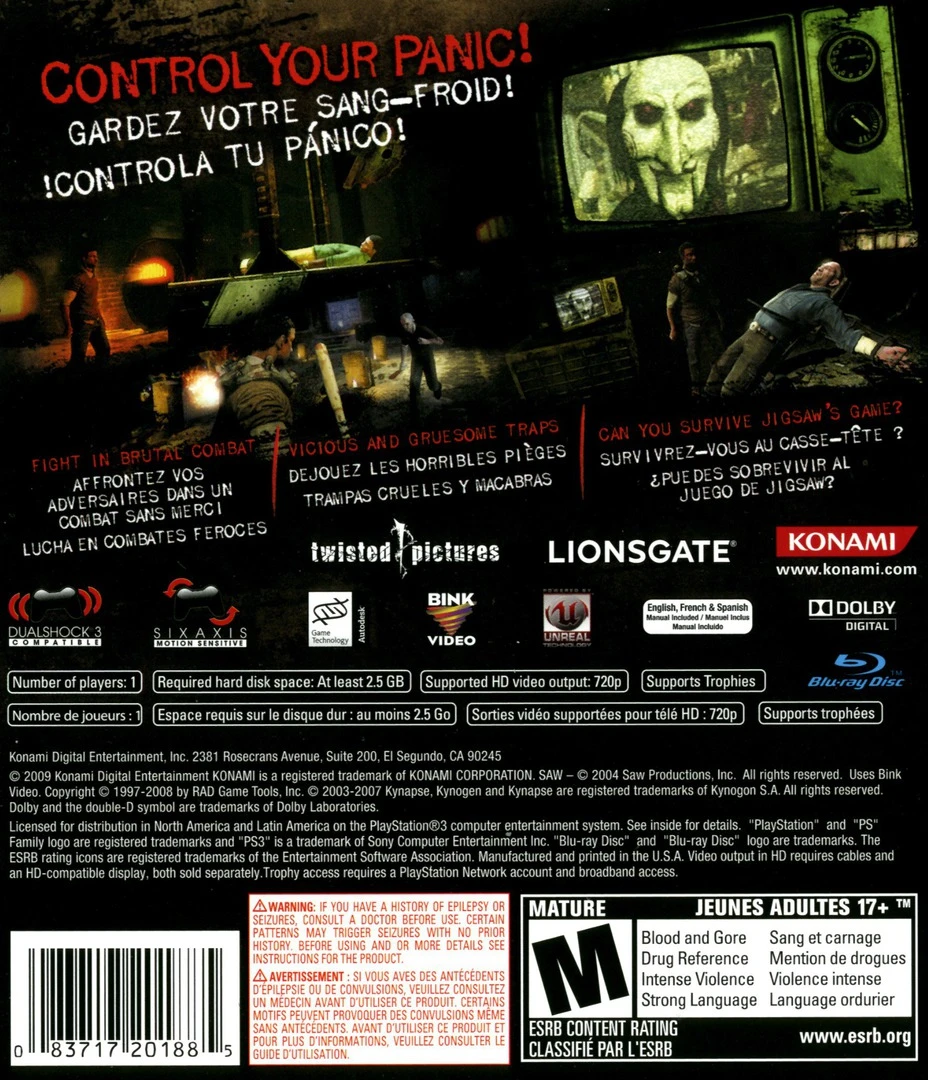 CONTROL YOUR PANIC!
GARDEZ VOTRE SANG-FROID!
!CONTROLA TU PÁNICO!
FIGHT IN BRUTAL COMBAT
AFFRONTEZ VOS
ADVERSAIRES DANS UN
COMBAT SANS MERCI
LUCHA EN COMBATES FEROCES
VICIOUS AND GRUESOME TRAPS
DEJOUEZ LES HORRIBLES PIÈGES
TRAMPAS CRUELES Y MACABRAS
CAN YOU SURVIVE JIGSAW'S GAME?
SURVIVREZ-VOUS AU CASSE-TÊTE ?
¿PUEDES SOBREVIVIR AL
JUEGO DE JIGSAW?
twisted pictures
LIONSGATE®
KONAMI
www.konami.com
DUALSHOCK 3
COMPATIBLE
SIXAXIS
MOTION SENSITIVE
Game
Technology
Autodesk
BINK
VIDEO
POWERED BY
UNREAL
TECHNOLOGY
English, French & Spanish
Manual Included / Manuel Inclus
Manual Incluido
DOLBY
DIGITAL
Blu-ray Disc™
Number of players: 1
Required hard disk space: At least 2.5 GB
Supported HD video output: 720p
Supports Trophies
Nombre de joueurs : 1
Espace requis sur le disque dur : au moins 2.5 Go
Sorties vidéo supportées pour télé HD : 720p
Supports trophées
Konami Digital Entertainment, Inc. 2381 Rosecrans Avenue, Suite 200, El Segundo, CA 90245
© 2009 Konami Digital Entertainment KONAMI is a registered trademark of KONAMI CORPORATION. SAW – © 2004 Saw Productions, Inc. All rights reserved. Uses Bink
Video. Copyright © 1997-2008 by RAD Game Tools, Inc. © 2003-2007 Kynapse, Kynogen and Kynapse are registered trademarks of Kynogon S.A. All rights reserved.
Dolby and the double-D symbol are trademarks of Dolby Laboratories.
Licensed for distribution in North America and Latin America on the PlayStation®3 computer entertainment system. See inside for details. "PlayStation" and "PS"
Family logo are registered trademarks and "PS3" is a trademark of Sony Computer Entertainment Inc. "Blu-ray Disc" and "Blu-ray Disc" logo are trademarks. The
ESRB rating icons are registered trademarks of the Entertainment Software Association. Manufactured and printed in the U.S.A. Video output in HD requires cables and
an HD-compatible display, both sold separately.Trophy access requires a PlayStation Network account and broadband access.
WARNING: IF YOU HAVE A HISTORY OF EPILEPSY OR
SEIZURES, CONSULT A DOCTOR BEFORE USE. CERTAIN
PATTERNS MAY TRIGGER SEIZURES WITH NO PRIOR
HISTORY. BEFORE USING AND OR MORE DETAILS SEE
INSTRUCTIONS FOR THE PRODUCT.
AVERTISSEMENT : SI VOUS AVES DES ANTÉCÉDENTS
D'ÉPILEPSIE OU DE CONVULSIONS, VEUILLEZ CONSULTEZ
UN MÉDECIN AVANT D'UTILISER CE PRODUIT. CERTAINS
MOTIFS PEUVENT PROVOQUER DES CONVULSIONS MÊME
SANS ANTÉCÉDENTS. AVANT D'UTILISER CE PRODUIT ET
POUR PLUS D'INFORMATIONS, VEUILLEZ CONSULTER LE
GUIDE D'UTILISATION.
MATURE
JEUNES ADULTES 17+ ™
M
Blood and Gore
Drug Reference
Intense Violence
Strong Language
Sang et carnage
Mention de drogues
Violence intense
Language ordurier
ESRB CONTENT RATING
CLASSIFIÉ PAR L'ESRB
www.esrb.org
0 83717 20188 5